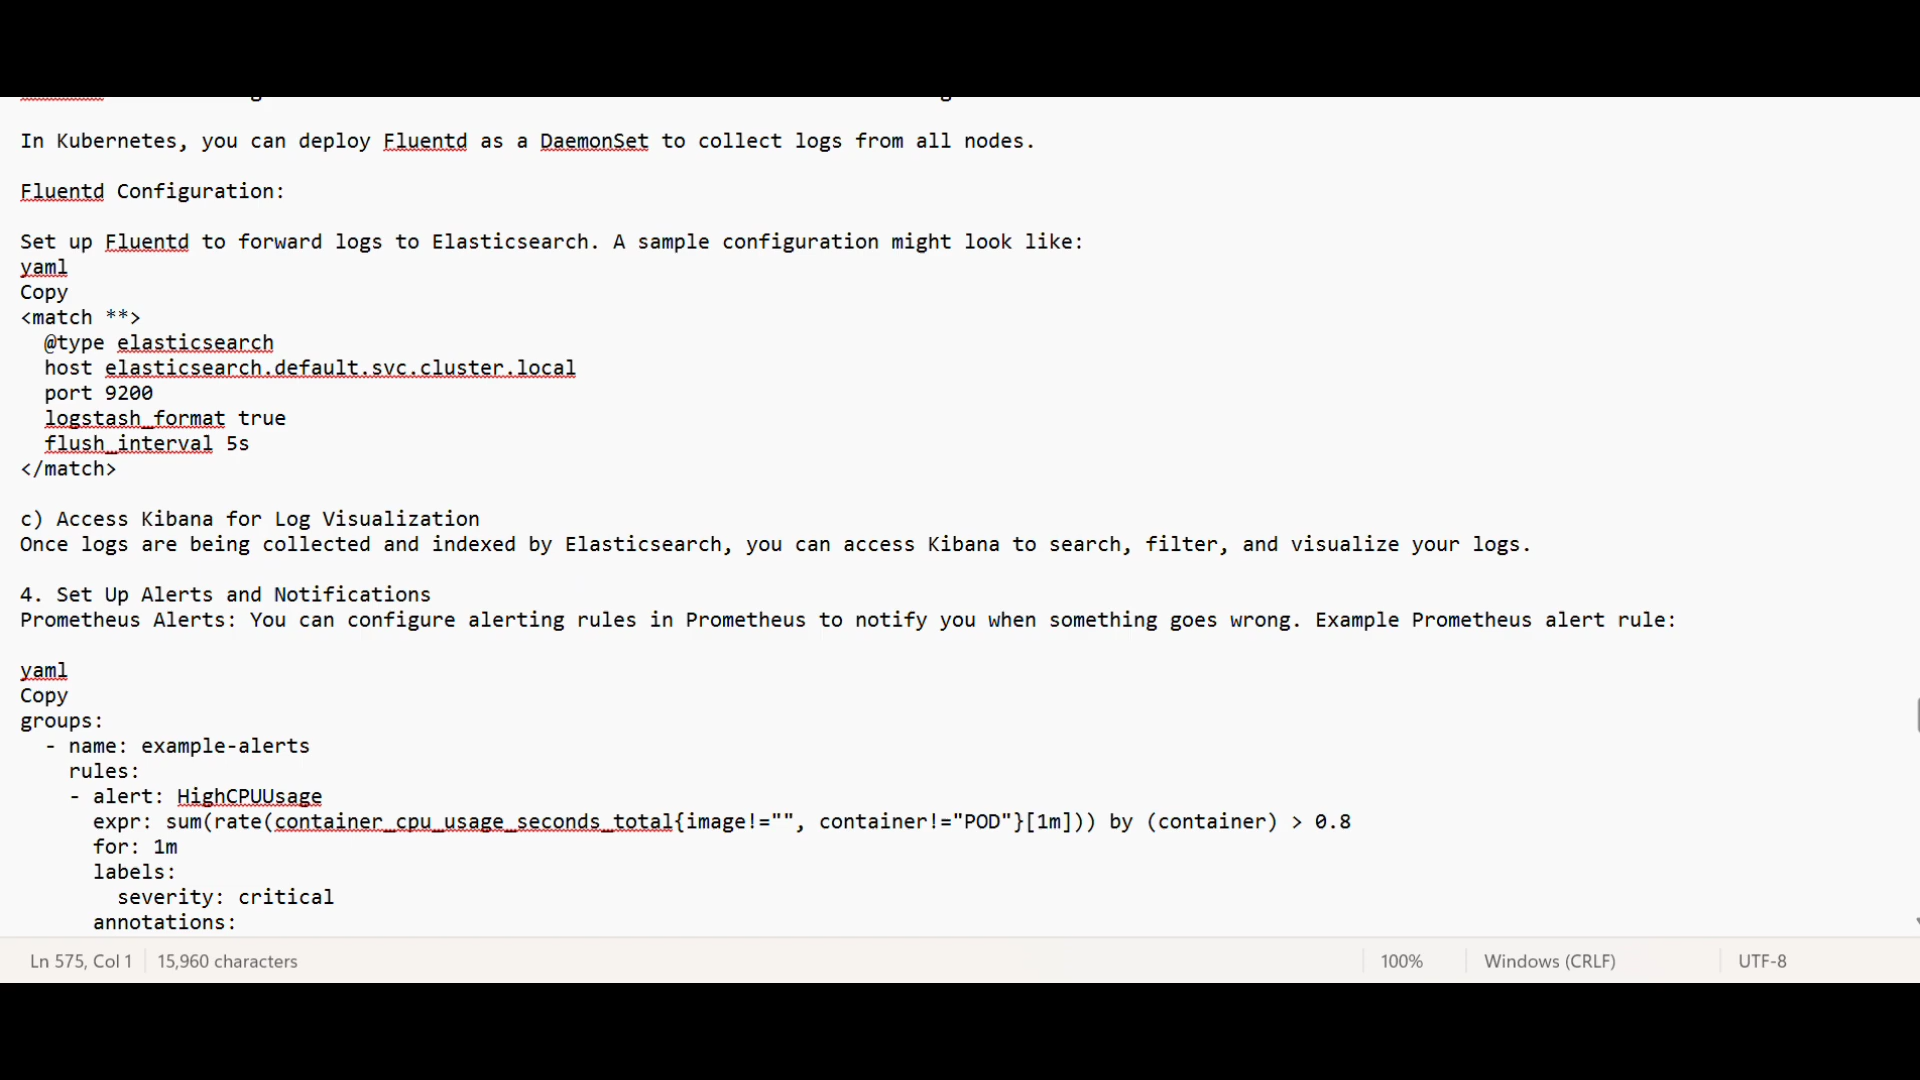 In Kubernetes, you can deploy Fluentd as a DaemonSet to collect logs from all nodes.
Fluentd Configuration:
Set up Fluentd to forward logs to Elasticsearch. A sample configuration might look like:
yaml
Copy
<match **>
  @type elasticsearch
  host elasticsearch.default.svc.cluster.local
  port 9200
  logstash_format true
  flush_interval 5s
</match>
c) Access Kibana for Log Visualization
Once logs are being collected and indexed by Elasticsearch, you can access Kibana to search, filter, and visualize your logs.
4. Set Up Alerts and Notifications
Prometheus Alerts: You can configure alerting rules in Prometheus to notify you when something goes wrong. Example Prometheus alert rule:
yaml
Copy
groups:
  - name: example-alerts
    rules:
    - alert: HighCPUUsage
      expr: sum(rate(container_cpu_usage_seconds_total{image!="", container!="POD"}[1m])) by (container) > 0.8
      for: 1m
      labels:
        severity: critical
      annotations:
Ln 575, Col 1 15,960 characters 100% Windows (CRLF) UTF-8